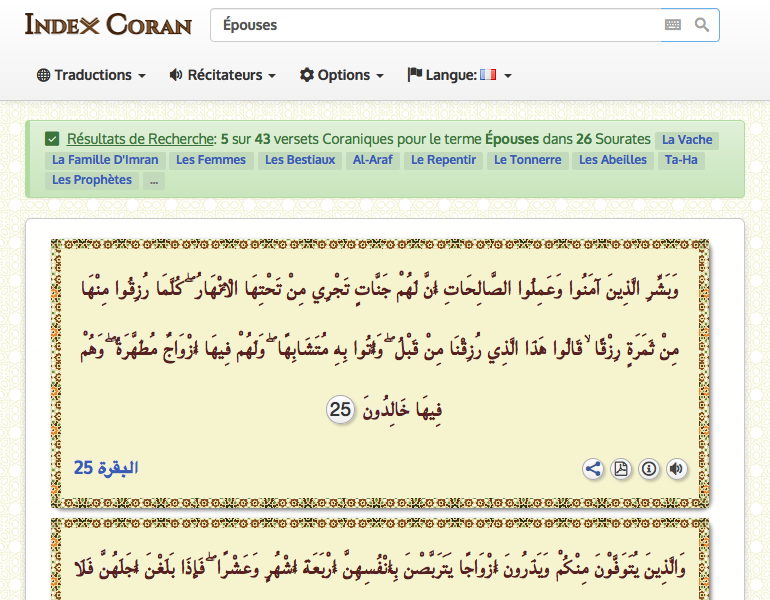 INDEX CORAN
Épouses
Traductions Récitateurs Options Langue:
Résultats de Recherche: 5 sur 43 versets Coraniques pour le terme Épouses dans 26 Sourates La Vache
La Famille D'Imran Les Femmes Les Bestiaux Al-Araf Le Repentir Le Tonnerre Les Abeilles Ta-Ha
Les Prophètes ...
وَبَشِّرِ الَّذِينَ آمَنُوا وَعَمِلُوا الصَّالِحَاتِ أَنَّ لَهُمْ جَنَّاتٍ تَجْرِي مِنْ تَحْتِهَا الْأَنْهَارُ ۖ كُلَّمَا رُزِقُوا مِنْهَا
مِنْ ثَمَرَةٍ رِزْقًا ۙ قَالُوا هَذَا الَّذِي رُزِقْنَا مِنْ قَبْلُ ۖ وَأُتُوا بِهِ مُتَشَابِهًا ۖ وَلَهُمْ فِيهَا أَزْوَاجٌ مُطَهَّرَةٌ ۖ وَهُمْ
فِيهَا خَالِدُونَ 25
البقرة 25
وَالَّذِينَ يُتَوَفَّوْنَ مِنْكُمْ وَيَذَرُونَ أَزْوَاجًا يَتَرَبَّصْنَ بِأَنْفُسِهِنَّ أَرْبَعَةَ أَشْهُرٍ وَعَشْرًا ۖ فَإِذَا بَلَغْنَ أَجَلَهُنَّ فَلَا